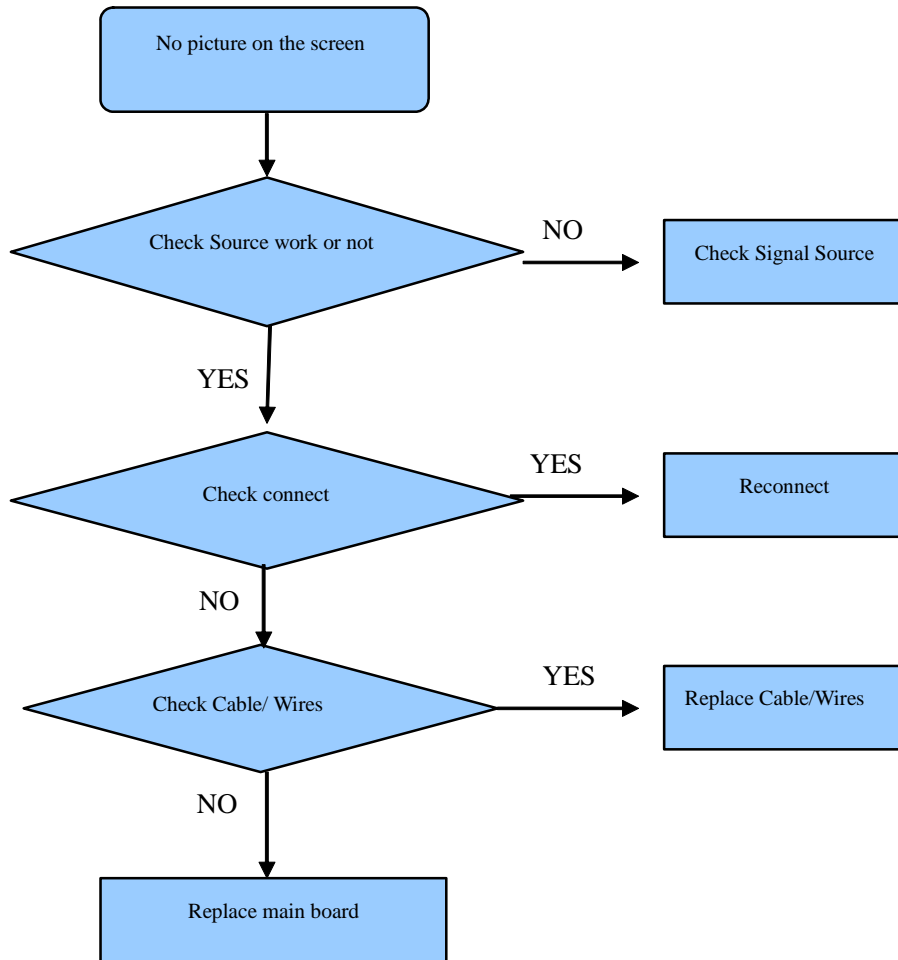 No picture on the screen
Check Source work or not
NO
Check Signal Source
YES
Check connect
YES
Reconnect
NO
Check Cable/ Wires
YES
Replace Cable/Wires
NO
Replace main board